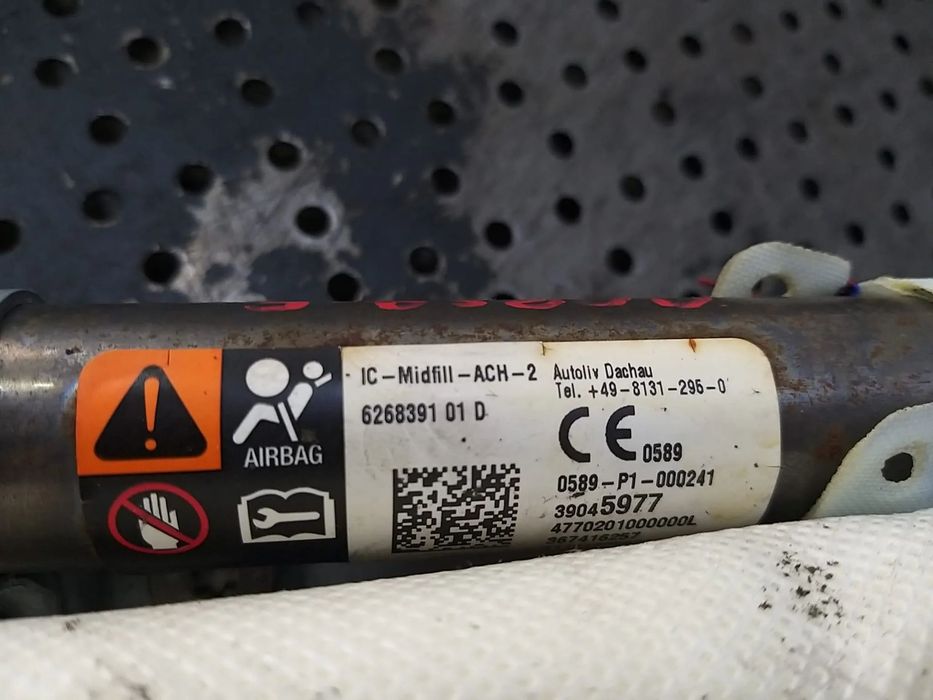 AIRBAG
IC-Midfill-ACH-2
6268391 01 D
Autoliv Dachau
Tel. +49-8131-295-0
CE 0589
0589-P1-000241
39045977
4770201000000L
367416257